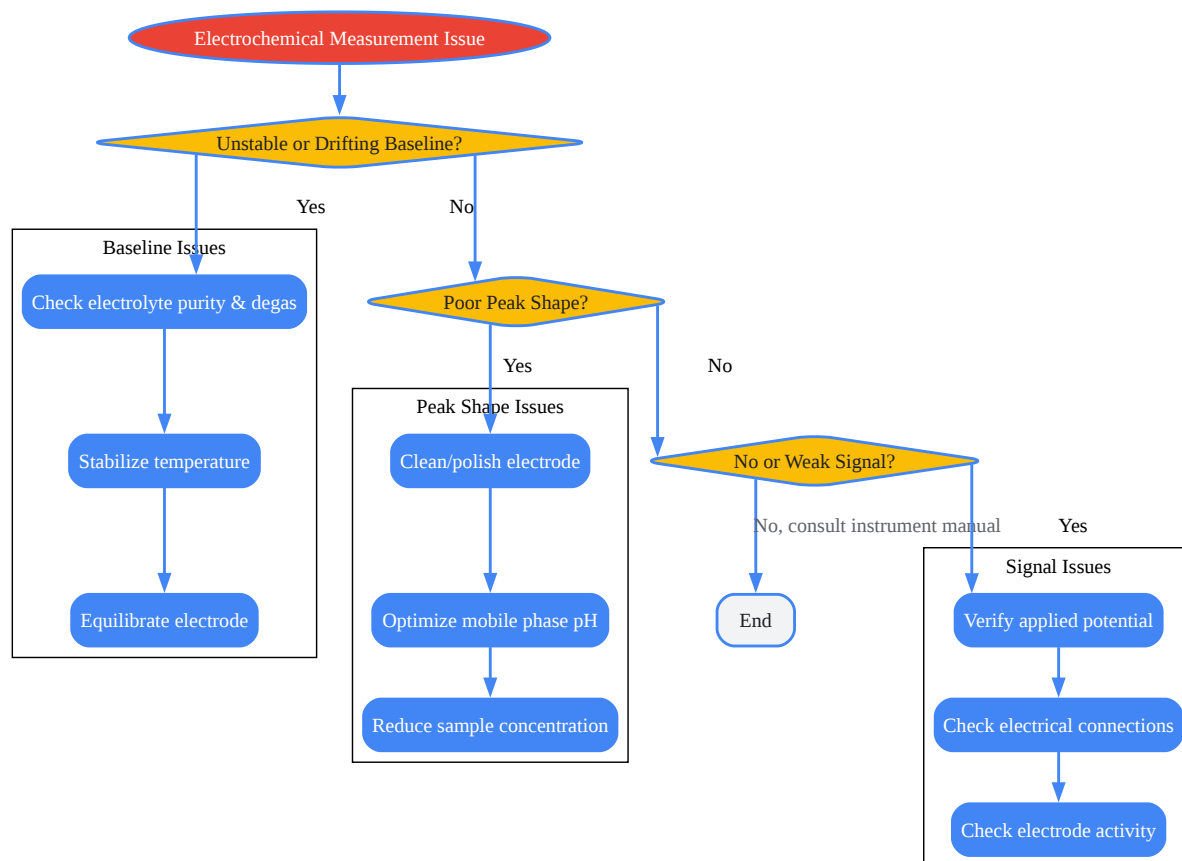 Electrochemical Measurement Issue
Unstable or Drifting Baseline?
Yes
No
Baseline Issues
Check electrolyte purity & degas
Poor Peak Shape?
Yes
No
Peak Shape Issues
Stabilize temperature
Clean/polish electrode
No or Weak Signal?
No, consult instrument manual
Yes
Signal Issues
Equilibrate electrode
Optimize mobile phase pH
End
Verify applied potential
Reduce sample concentration
Check electrical connections
Check electrode activity